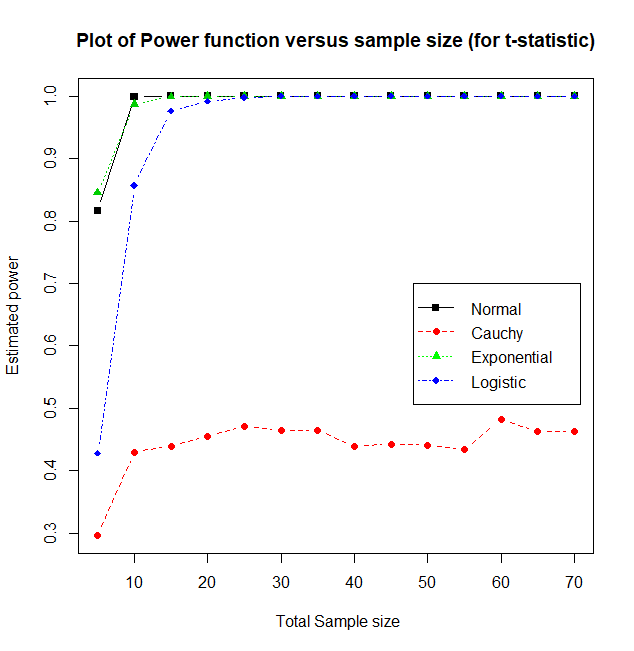 Plot of Power function versus sample size (for t-statistic)
Estimated power
1.0
0.9
0.8
0.7
0.6
0.5
0.4
0.3
Normal
Cauchy
Exponential
Logistic
10 20 30 40 50 60 70
Total Sample size